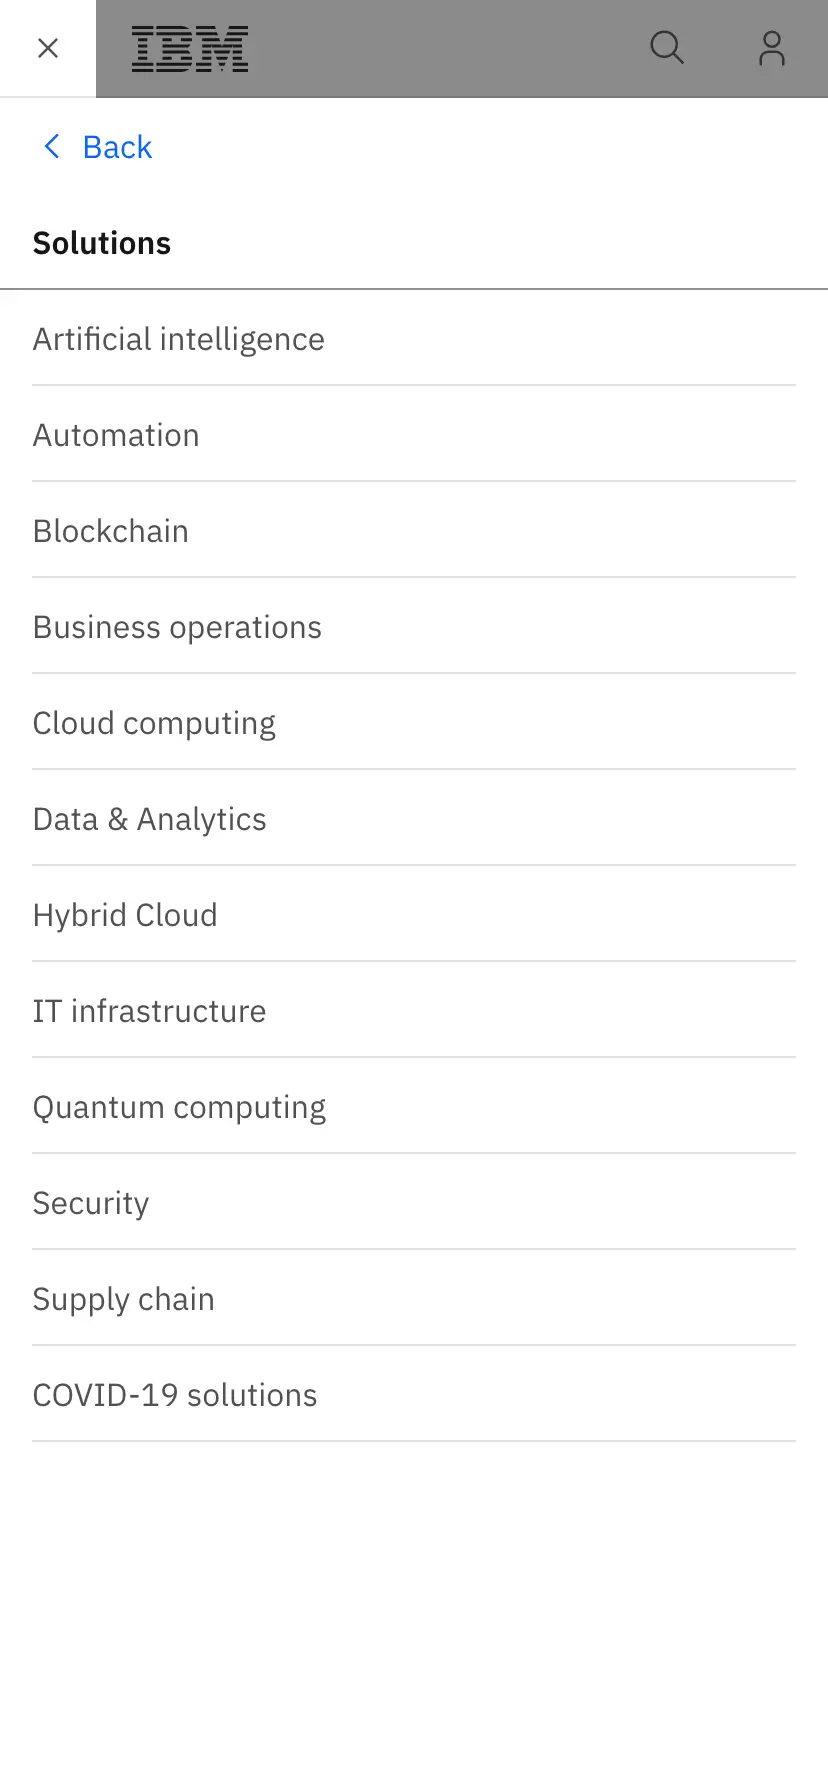 IBM
Back
Solutions
Artificial intelligence
Automation
Blockchain
Business operations
Cloud computing
Data & Analytics
Hybrid Cloud
IT infrastructure
Quantum computing
Security
Supply chain
COVID-19 solutions